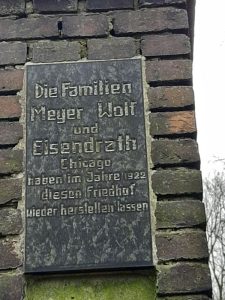 Die Familien
Meyer Wolf
und
Eisendrath
Chicago
haben im Jahre 1922
diesen Friedhof
wieder herstellen lassen